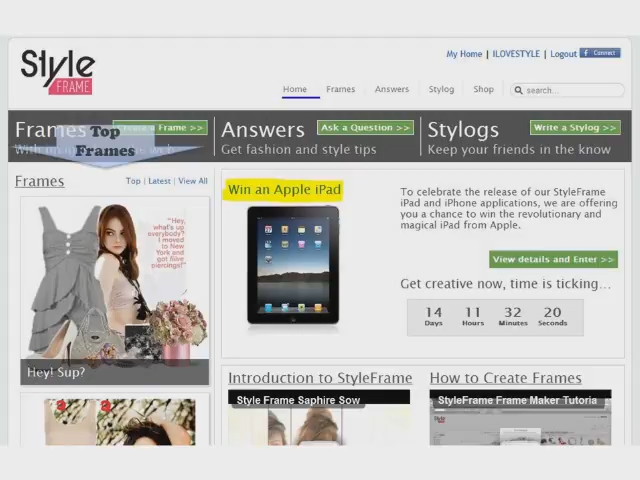 Style
FRAME
My Home | ILOVESTYLE | Logout Connect
Home Frames Answers Stylog Shop search...
Frames Create a Frame >>
Top
Frames
Answers Ask a Question >>
Get fashion and style tips
Stylogs Write a Stylog >>
Keep your friends in the know
Frames Top | Latest | View All
"Hey,
what's up
everybody?
I moved
to New
York and
got five
piercings!"
Hey! Sup?
Win an Apple iPad
To celebrate the release of our StyleFrame
iPad and iPhone applications, we are offering
you a chance to win the revolutionary and
magical iPad from Apple.
View details and Enter >>
Get creative now, time is ticking...
14 11 32 20
Days Hours Minutes Seconds
Introduction to StyleFrame
Style Frame Saphire Sow
How to Create Frames
StyleFrame Frame Maker Tutoria